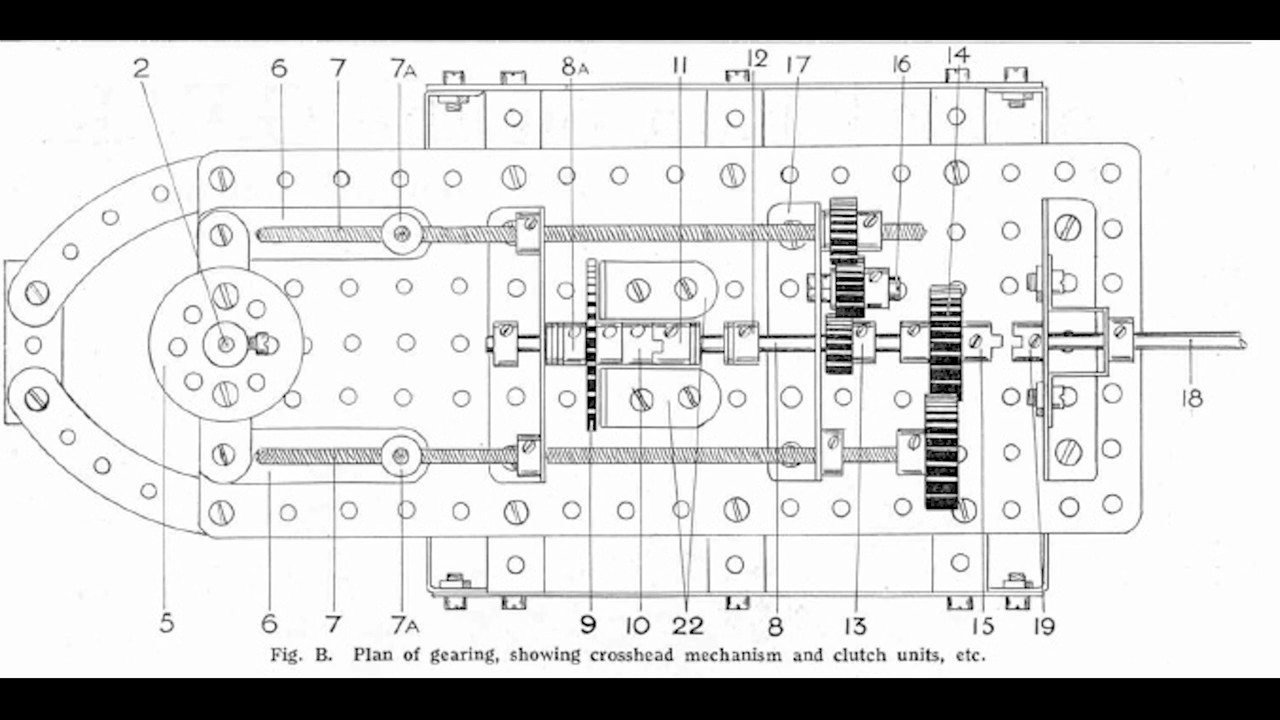 2 6 7 7A 8A 11 12 17 16 14
18
5 6 7 7A 9 10 22 8 13 15 19
Fig. B. Plan of gearing, showing crosshead mechanism and clutch units, etc.